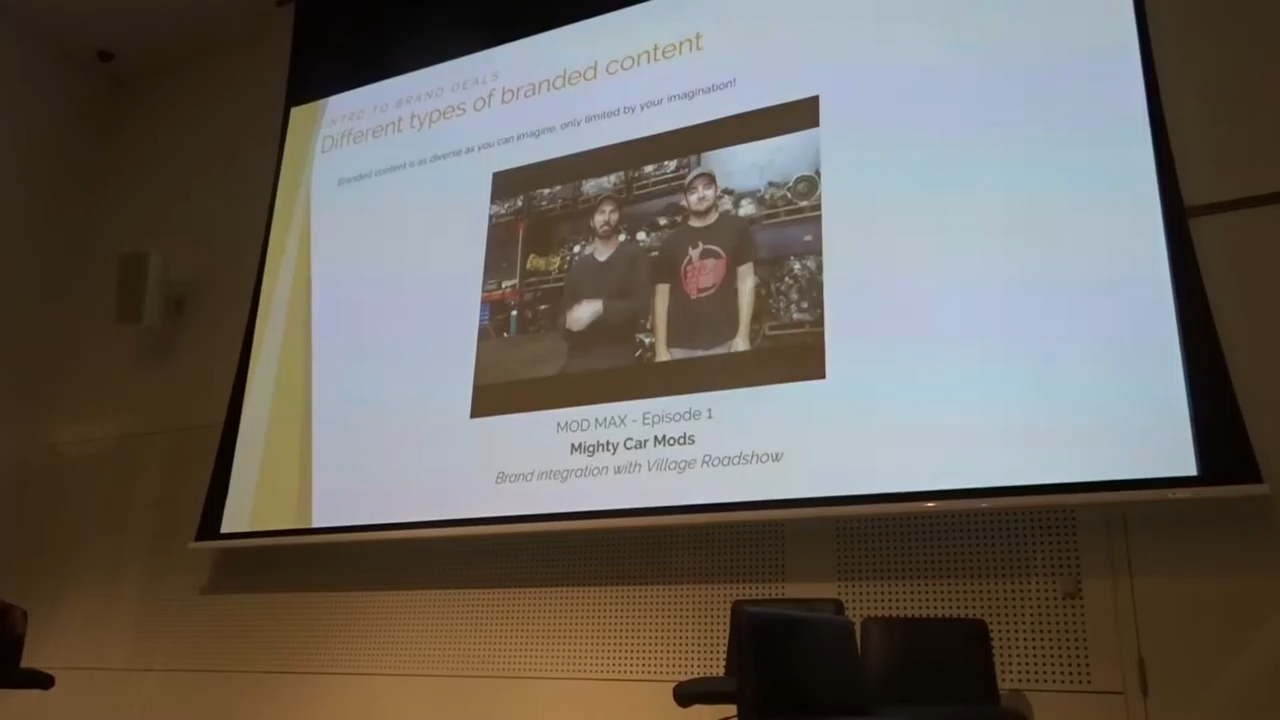 INTRO TO BRAND DEALS
Different types of branded content
Branded content is as diverse as you can imagine, only limited by your imagination!
MOD MAX - Episode 1
Mighty Car Mods
Brand integration with Village Roadshow